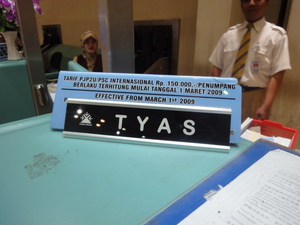 TARIF PJP2U/PSC INTERNASIONAL Rp. 150.000,-/PENUMPANG
BERLAKU TERHITUNG MULAI TANGGAL 1 MARET 2009
EFFECTIVE FROM MARCH 1ST 2009
TYAS